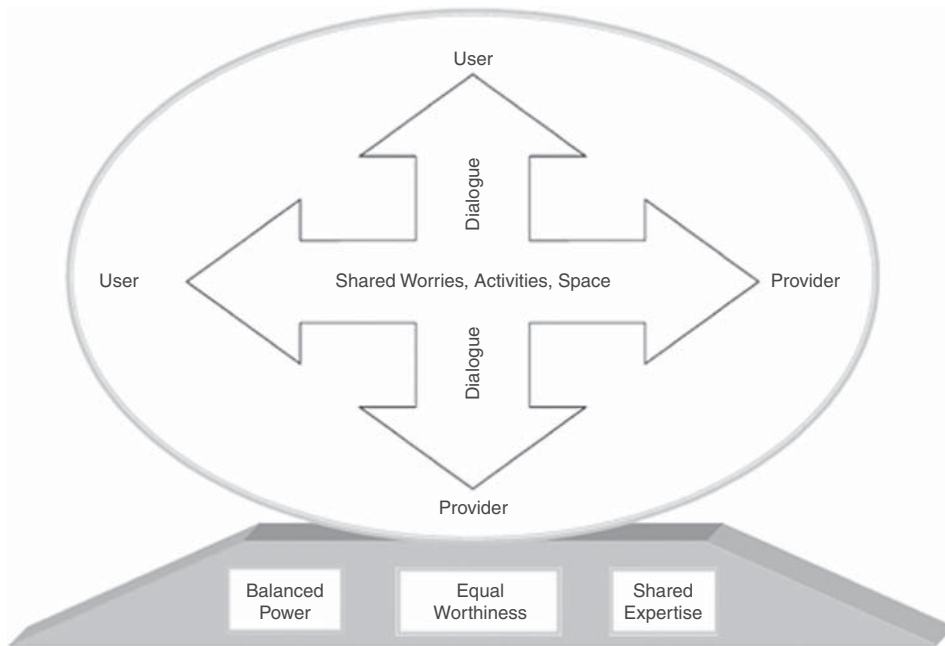 User
Dialogue
User
Shared Worries, Activities, Space
Provider
Dialogue
Provider
Balanced
Power
Equal
Worthiness
Shared
Expertise